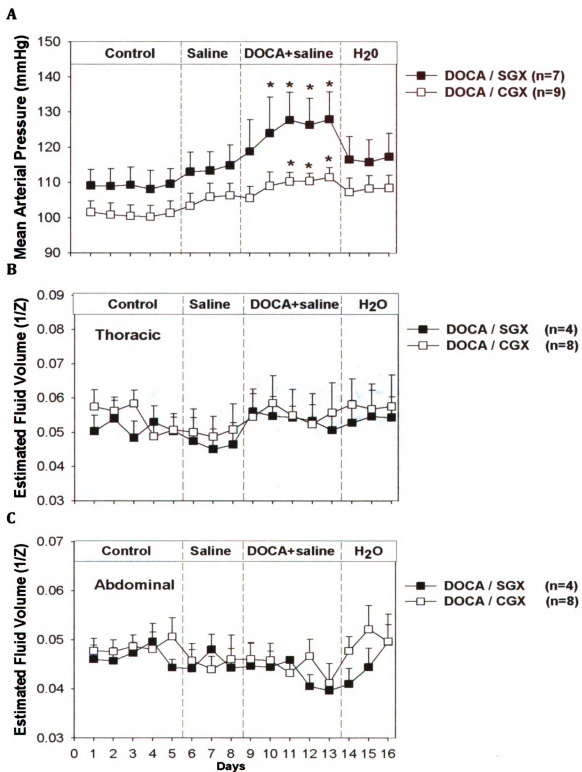 A
Mean Arterial Pressure (mmHg)
150
140
130
120
110
100
90
Control Saline DOCA+saline H20
* * * *
* * *
DOCA / SGX (n=7)
DOCA / CGX (n=9)
B
Estimated Fluid Volume (1/Z)
0.09
0.08
0.07
0.06
0.05
0.04
0.03
Control Saline DOCA+saline H2O
Thoracic
DOCA / SGX (n=4)
DOCA / CGX (n=8)
C
Estimated Fluid Volume (1/Z)
0.07
0.06
0.05
0.04
0.03
Control Saline DOCA+saline H2O
Abdominal
DOCA / SGX (n=4)
DOCA / CGX (n=8)
0 1 2 3 4 5 6 7 8 9 10 11 12 13 14 15 16
Days